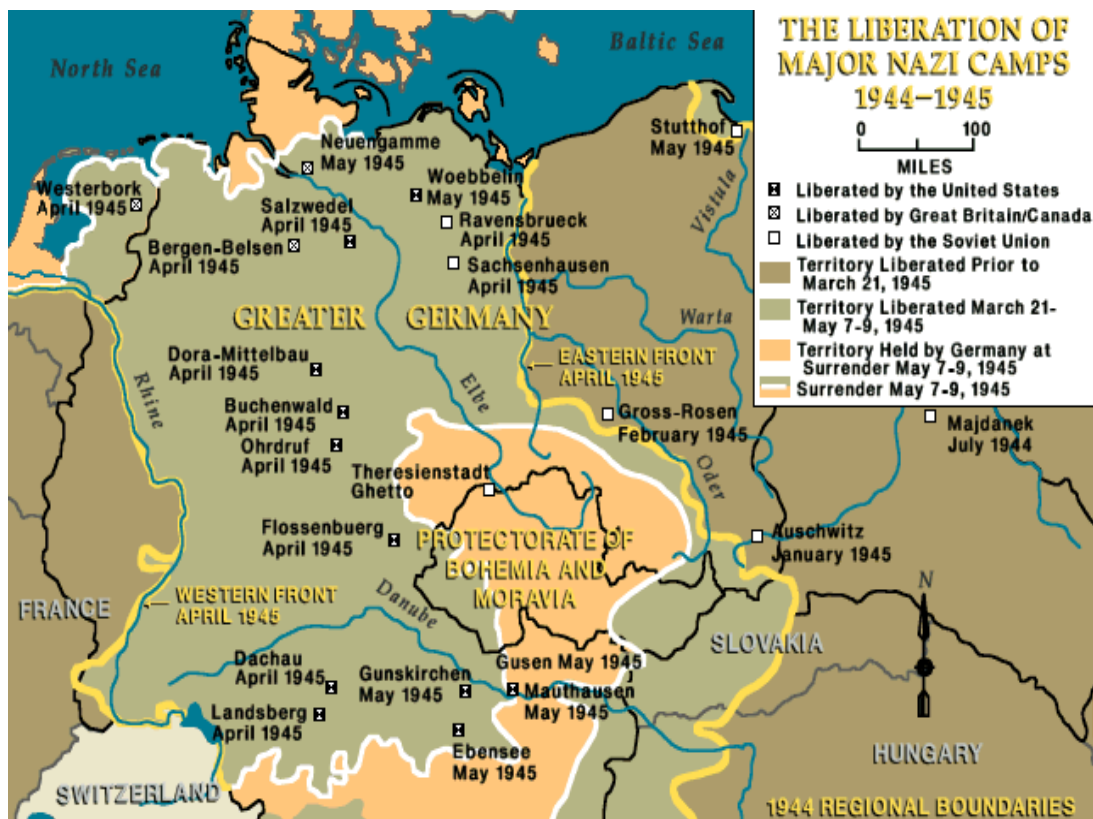 THE LIBERATION OF
MAJOR NAZI CAMPS
1944–1945
0 100
MILES
Liberated by the United States
Liberated by Great Britain/Canada
Liberated by the Soviet Union
Territory Liberated Prior to
March 21, 1945
Territory Liberated March 21-
May 7-9, 1945
Territory Held by Germany at
Surrender May 7-9, 1945
Surrender May 7-9, 1945
North Sea
Baltic Sea
Stutthof
May 1945
Neuengamme
May 1945
Woebbelin
May 1945
Westerbork
April 1945
Salzwedel
April 1945
Ravensbrueck
April 1945
Vistula
Bergen-Belsen
April 1945
Sachsenhausen
April 1945
GREATER GERMANY
Warta
Dora-Mittelbau
April 1945
EASTERN FRONT
APRIL 1945
Rhine
Elbe
Buchenwald
April 1945
Gross-Rosen
February 1945
Majdanek
July 1944
Ohrdruf
April 1945
Theresienstadt
Ghetto
Oder
Flossenbuerg
April 1945
PROTECTORATE OF
BOHEMIA AND
MORAVIA
Auschwitz
January 1945
FRANCE
WESTERN FRONT
APRIL 1945
Danube
N
SLOVAKIA
Dachau
April 1945
Gunskirchen
May 1945
Gusen May 1945
Mauthausen
May 1945
Landsberg
April 1945
Ebensee
May 1945
HUNGARY
SWITZERLAND
1944 REGIONAL BOUNDARIES